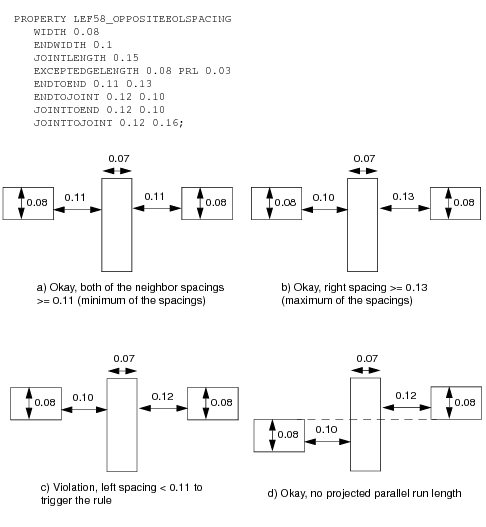 PROPERTY LEF58_OPPOSITEEOLSPACING
WIDTH 0.08
ENDWIDTH 0.1
JOINTLENGTH 0.15
EXCEPTEDGELENGTH 0.08 PRL 0.03
ENDTOEND 0.11 0.13
ENDTOJOINT 0.12 0.10
JOINTTOEND 0.12 0.10
JOINTTOJOINT 0.12 0.16;
0.07
0.08 0.11 0.11 0.08
a) Okay, both of the neighbor spacings
>= 0.11 (minimum of the spacings)
0.07
0.08 0.10 0.13 0.08
b) Okay, right spacing >= 0.13
(maximum of the spacings)
0.07
0.08 0.10 0.12 0.08
c) Violation, left spacing < 0.11 to
trigger the rule
0.07
0.12 0.08
0.08 0.10
d) Okay, no projected parallel run length